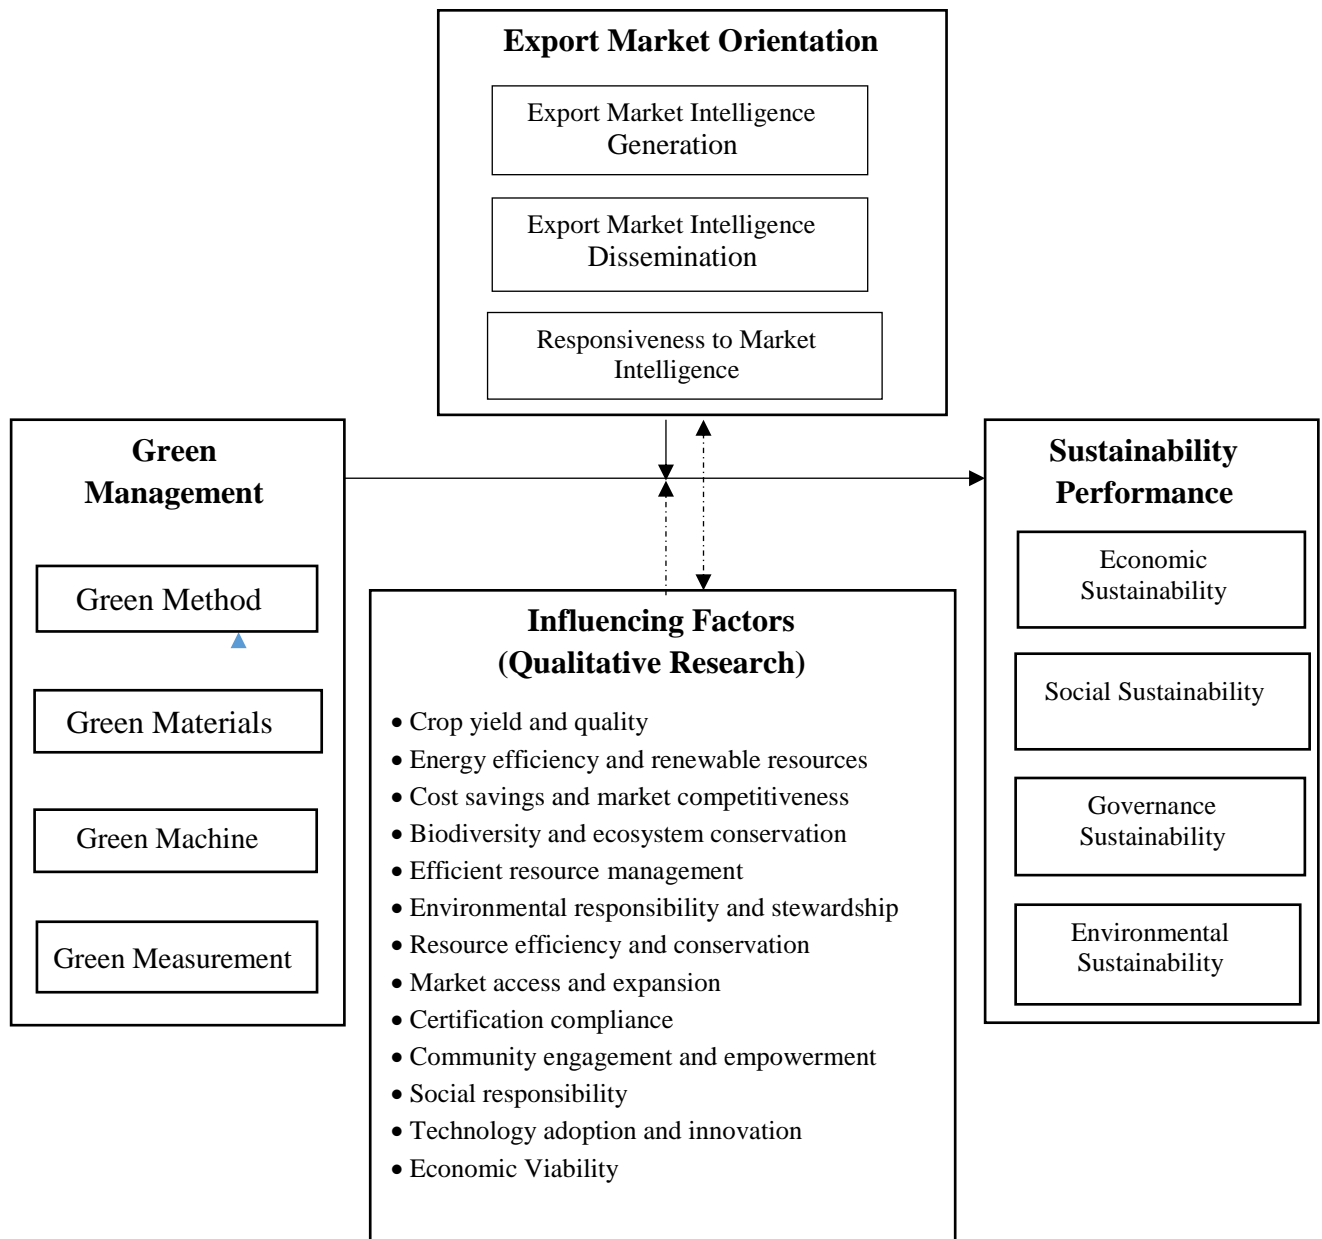 Export Market Orientation
Export Market Intelligence
Generation
Export Market Intelligence
Dissemination
Responsiveness to Market
Intelligence
Green
Management
Green Method
Green Materials
Green Machine
Green Measurement
Influencing Factors
(Qualitative Research)
• Crop yield and quality
• Energy efficiency and renewable resources
• Cost savings and market competitiveness
• Biodiversity and ecosystem conservation
• Efficient resource management
• Environmental responsibility and stewardship
• Resource efficiency and conservation
• Market access and expansion
• Certification compliance
• Community engagement and empowerment
• Social responsibility
• Technology adoption and innovation
• Economic Viability
Sustainability
Performance
Economic
Sustainability
Social Sustainability
Governance
Sustainability
Environmental
Sustainability